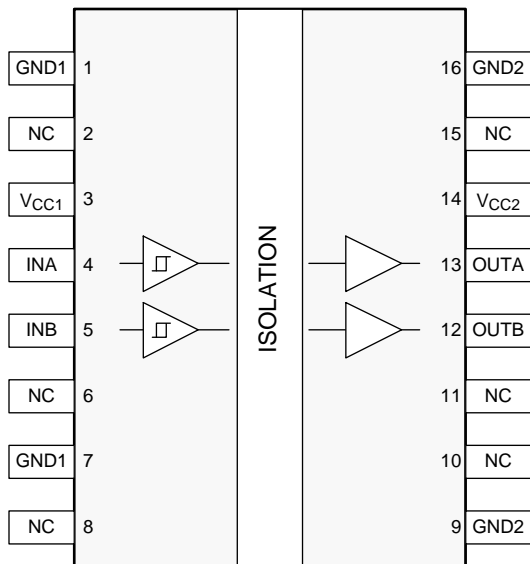 GND1 1 16 GND2
NC 2 15 NC
VCC1 3 14 VCC2
INA 4 13 OUTA
INB 5 12 OUTB
NC 6 11 NC
GND1 7 10 NC
NC 8 9 GND2
ISOLATION